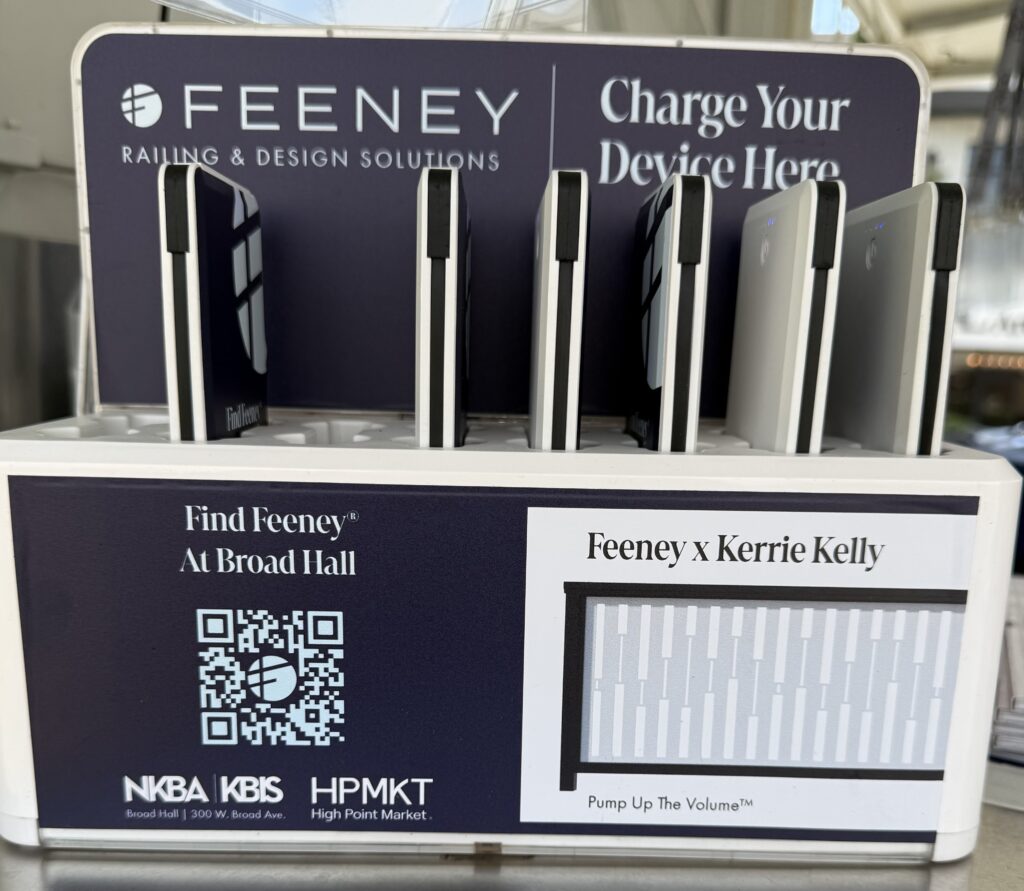 FEENEY
RAILING & DESIGN SOLUTIONS
Charge Your
Device Here
Find Feeney®
Find Feeney®
At Broad Hall
NKBA | KBIS
Broad Hall | 300 W. Broad Ave.
HPMKT
High Point Market.
Feeney x Kerrie Kelly
Pump Up The Volume™